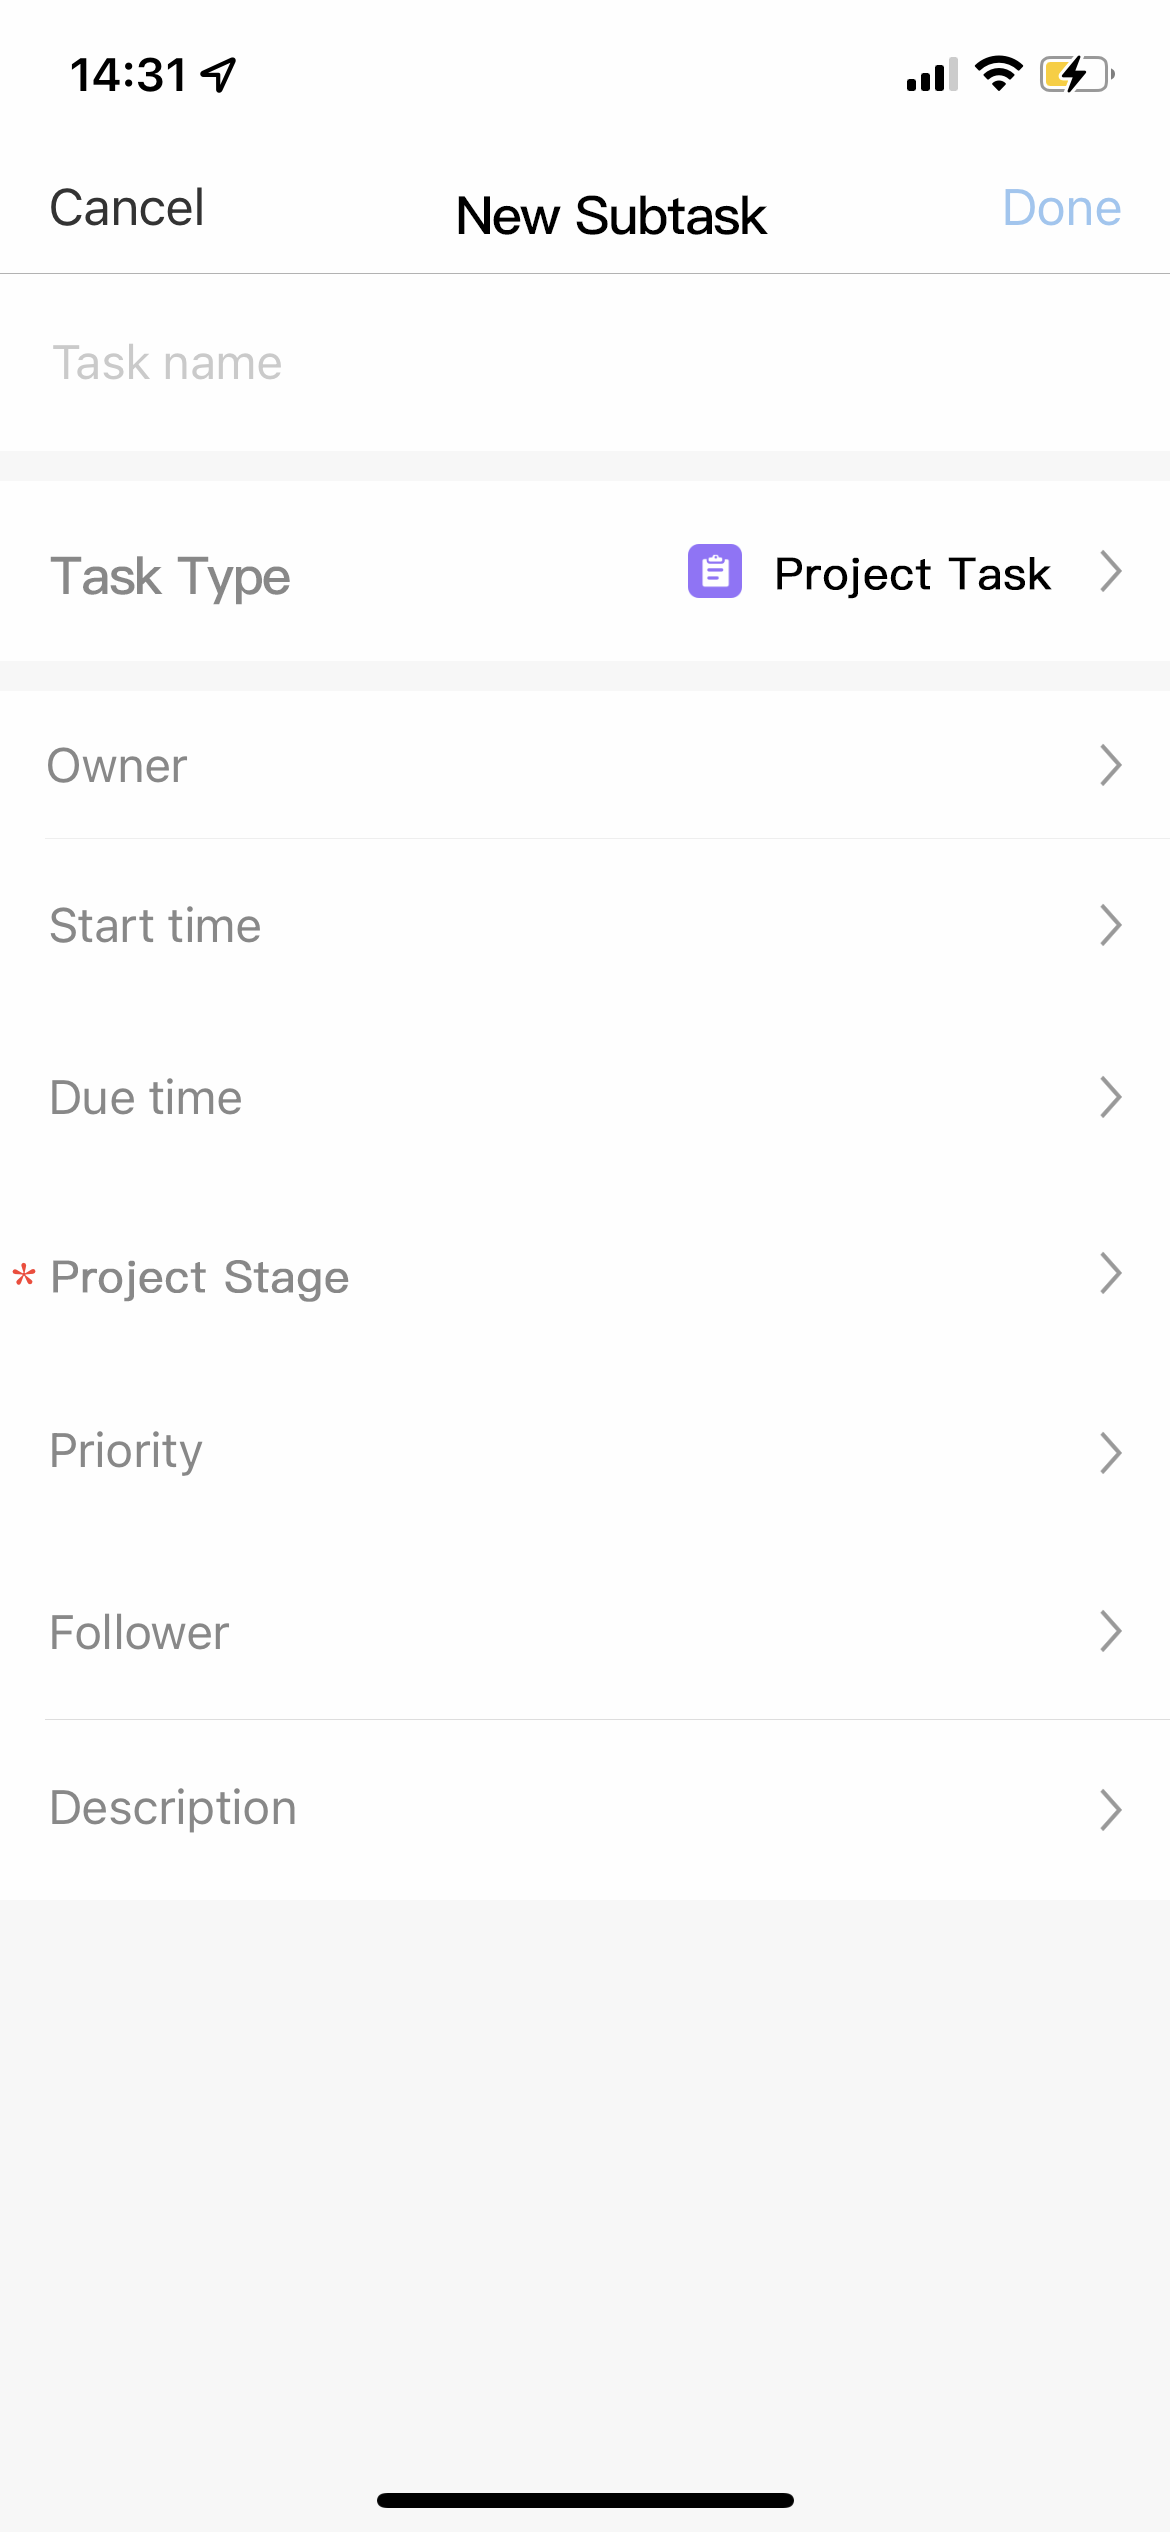 14:31
Cancel
New Subtask
Done
Task name
Task Type
Project Task
Owner
Start time
Due time
* Project Stage
Priority
Follower
Description